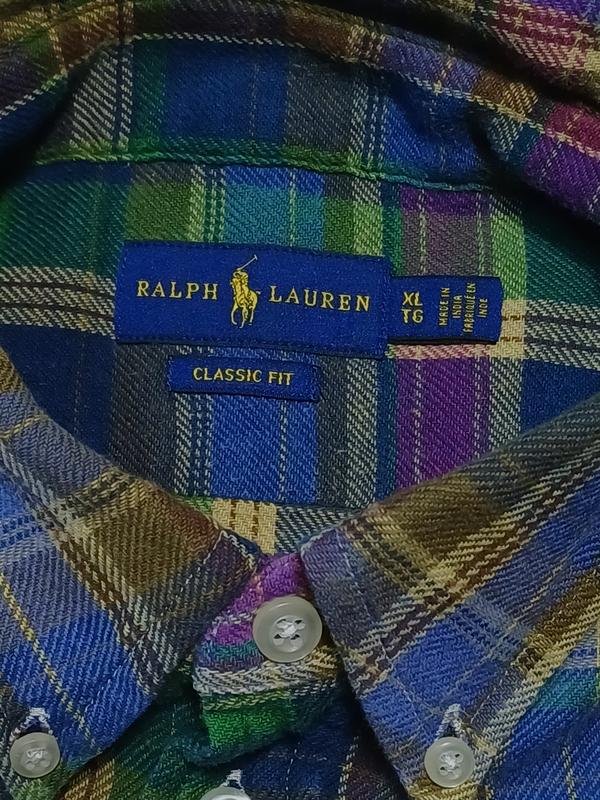 RALPH LAUREN
XL
TG
MADE IN
INDIA
FABRIQUÉ EN
INDE
CLASSIC FIT